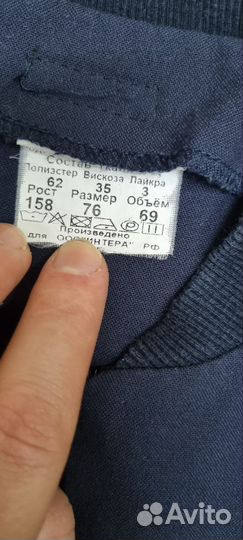 Состав ткани
Полиэстер Вискоза Лайкра
62 35 3
Рост Размер Объём
158 76 69
Произведено
для ООО "ИНТЕРА" РФ
Avito